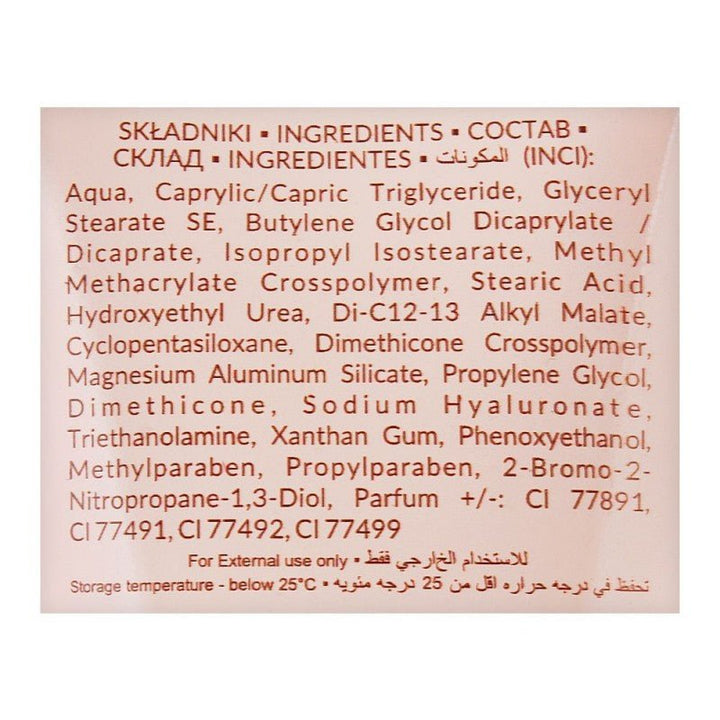 SKŁADNIKI ▪ INGREDIENTS ▪ СОСТАВ ▪
СКЛАД ▪ INGREDIENTES ▪ المكونات (INCI):
Aqua, Caprylic/Capric Triglyceride, Glyceryl
Stearate SE, Butylene Glycol Dicaprylate /
Dicaprate, Isopropyl Isostearate, Methyl
Methacrylate Crosspolymer, Stearic Acid,
Hydroxyethyl Urea, Di-C12-13 Alkyl Malate,
Cyclopentasiloxane, Dimethicone Crosspolymer,
Magnesium Aluminum Silicate, Propylene Glycol,
Dimethicone, Sodium Hyaluronate,
Triethanolamine, Xanthan Gum, Phenoxyethanol,
Methylparaben, Propylparaben, 2-Bromo-2-
Nitropropane-1,3-Diol, Parfum +/-: CI 77891,
CI 77491, CI 77492, CI 77499
For External use only ▪ للاستخدام الخارجي فقط
Storage temperature - below 25°C ▪ تحفظ في درجه حراره اقل من 25 درجه مئويه